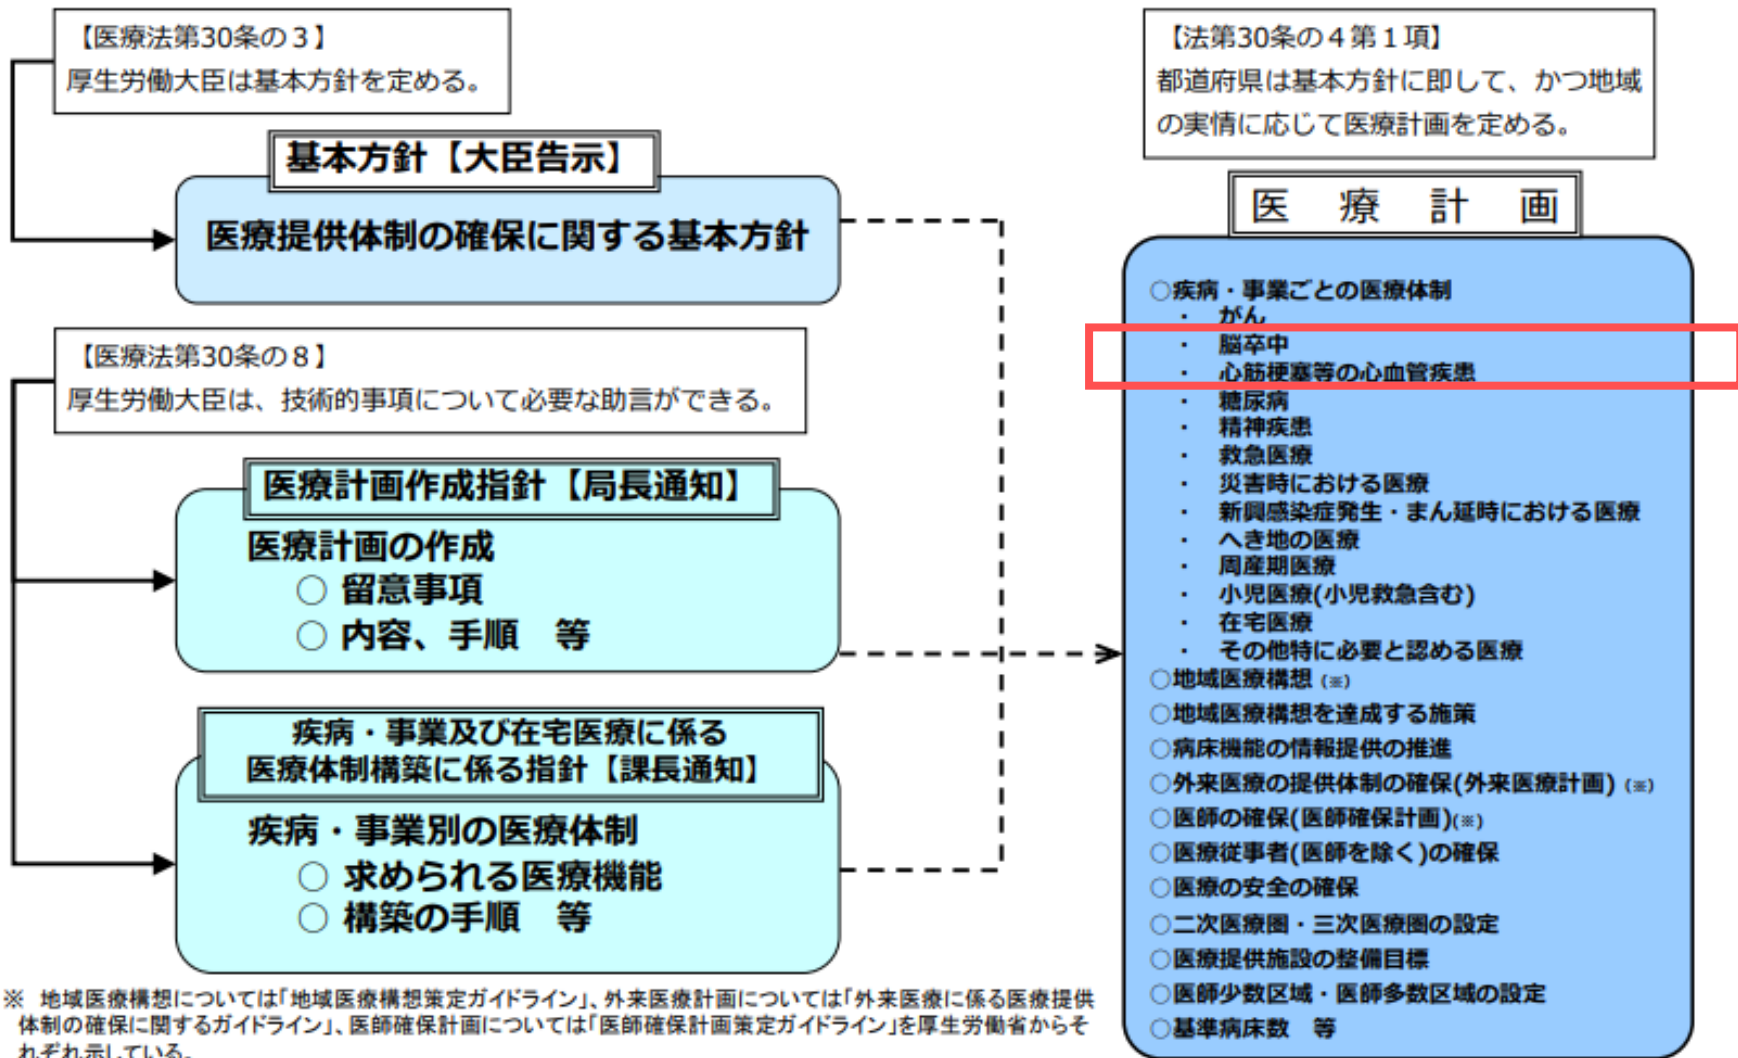 【医療法第30条の３】
厚生労働大臣は基本方針を定める。
基本方針【大臣告示】
医療提供体制の確保に関する基本方針
【医療法第30条の８】
厚生労働大臣は、技術的事項について必要な助言ができる。
医療計画作成指針【局長通知】
医療計画の作成
○ 留意事項
○ 内容、手順　等
疾病・事業及び在宅医療に係る
医療体制構築に係る指針【課長通知】
疾病・事業別の医療体制
○ 求められる医療機能
○ 構築の手順　等
※ 地域医療構想については「地域医療構想策定ガイドライン」、外来医療計画については「外来医療に係る医療提供
体制の確保に関するガイドライン」、医師確保計画については「医師確保計画策定ガイドライン」を厚生労働省からそ
れぞれ示している。
【法第30条の４第１項】
都道府県は基本方針に即して、かつ地域
の実情に応じて医療計画を定める。
医　療　計　画
○疾病・事業ごとの医療体制
・　がん
・　脳卒中
・　心筋梗塞等の心血管疾患
・　糖尿病
・　精神疾患
・　救急医療
・　災害時における医療
・　新興感染症発生・まん延時における医療
・　へき地の医療
・　周産期医療
・　小児医療(小児救急含む)
・　在宅医療
・　その他特に必要と認める医療
○地域医療構想（※）
○地域医療構想を達成する施策
○病床機能の情報提供の推進
○外来医療の提供体制の確保(外来医療計画)（※）
○医師の確保(医師確保計画)(※)
○医療従事者(医師を除く)の確保
○医療の安全の確保
○二次医療圏・三次医療圏の設定
○医療提供施設の整備目標
○医師少数区域・医師多数区域の設定
○基準病床数　等